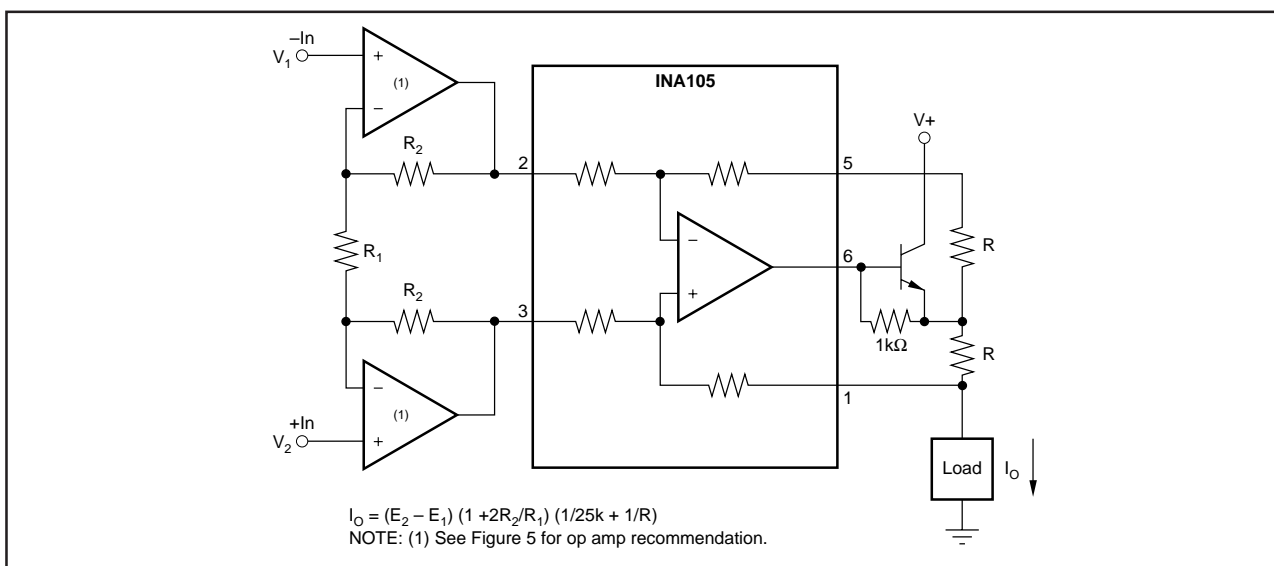 –In
V1
+
(1)
–
R2
R1
R2
–
(1)
+
+In
V2
INA105
2
5
–
+
6
3
1
V+
R
1kΩ
R
Load
IO
IO = (E2 – E1) (1 +2R2/R1) (1/25k + 1/R)
NOTE: (1) See Figure 5 for op amp recommendation.